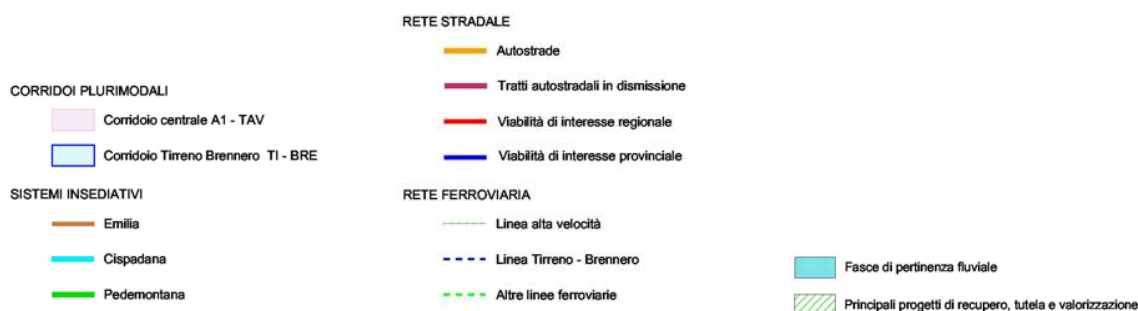 CORRIDOI PLURIMODALI
Corridoio centrale A1 - TAV
Corridoio Tirreno Brennero TI - BRE
SISTEMI INSEDIATIVI
Emilia
Cispadana
Pedemontana
RETE STRADALE
Autostrade
Tratti autostradali in dismissione
Viabilità di interesse regionale
Viabilità di interesse provinciale
RETE FERROVIARIA
Linea alta velocità
Linea Tirreno - Brennero
Altre linee ferroviarie
Fasce di pertinenza fluviale
Principali progetti di recupero, tutela e valorizzazione